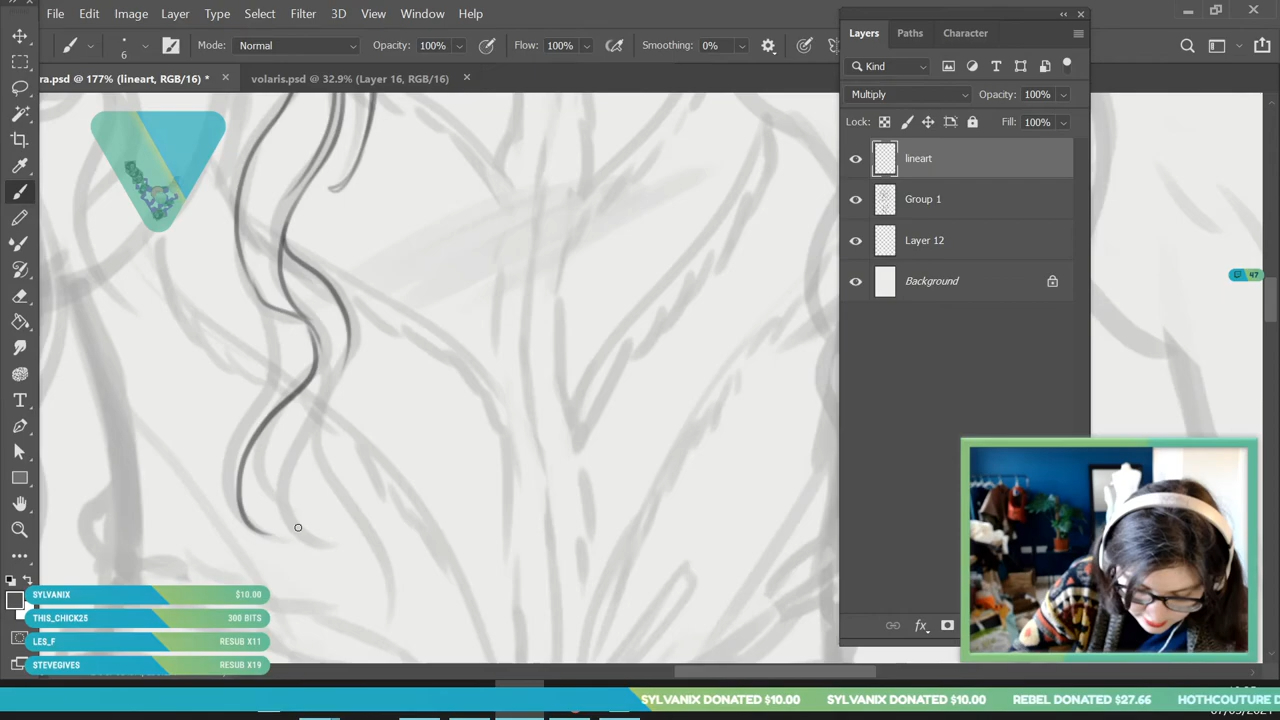 File Edit Image Layer Type Select Filter 3D View Window Help
6 Mode: Normal Opacity: 100% Flow: 100% Smoothing: 0%
ra.psd @ 177% (lineart, RGB/16) * volaris.psd @ 32.9% (Layer 16, RGB/16)
Layers Paths Character
Kind
Multiply Opacity: 100%
Lock: Fill: 100%
lineart
Group 1
Layer 12
Background
47
SYLVANIX $10.00
THIS_CHICK25 300 BITS
LES_F RESUB X11
STEVEGIVES RESUB X19
SYLVANIX DONATED $10.00 SYLVANIX DONATED $10.00 REBEL DONATED $27.66 HOTHCOUTURE D